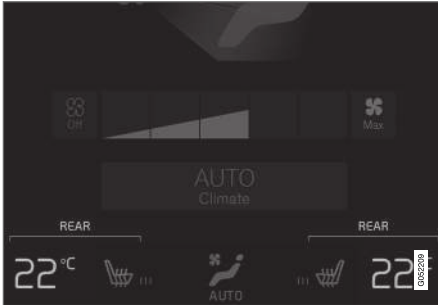 Off
Max
AUTO
Climate
REAR REAR
22°C 22
AUTO
G052209